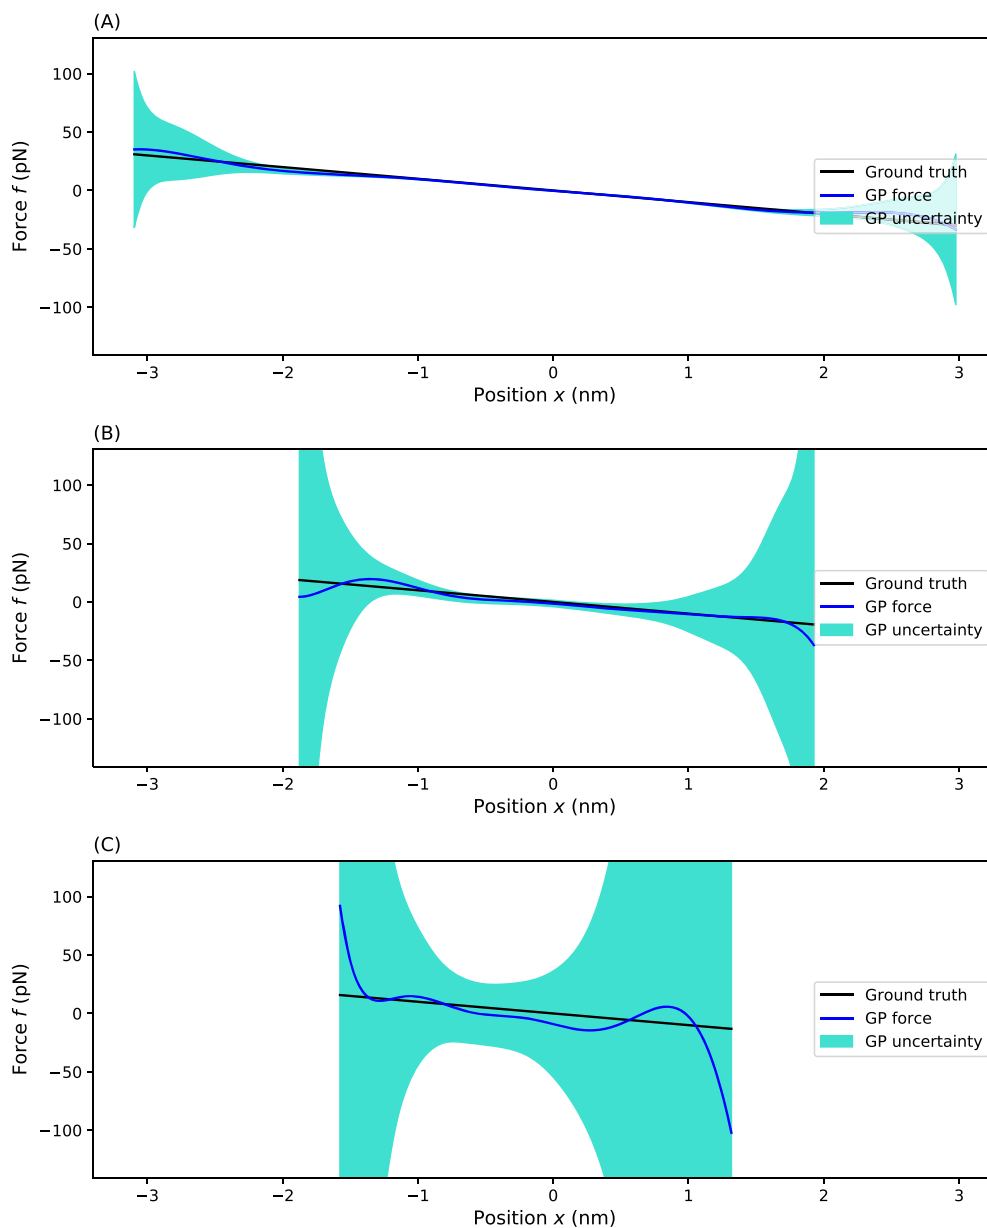 (A)
Force f (pN)
100
50
0
−50
−100
Ground truth
GP force
GP uncertainty
−3 −2 −1 0 1 2 3
Position x (nm)
(B)
Force f (pN)
100
50
0
−50
−100
Ground truth
GP force
GP uncertainty
−3 −2 −1 0 1 2 3
Position x (nm)
(C)
Force f (pN)
100
50
0
−50
−100
Ground truth
GP force
GP uncertainty
−3 −2 −1 0 1 2 3
Position x (nm)